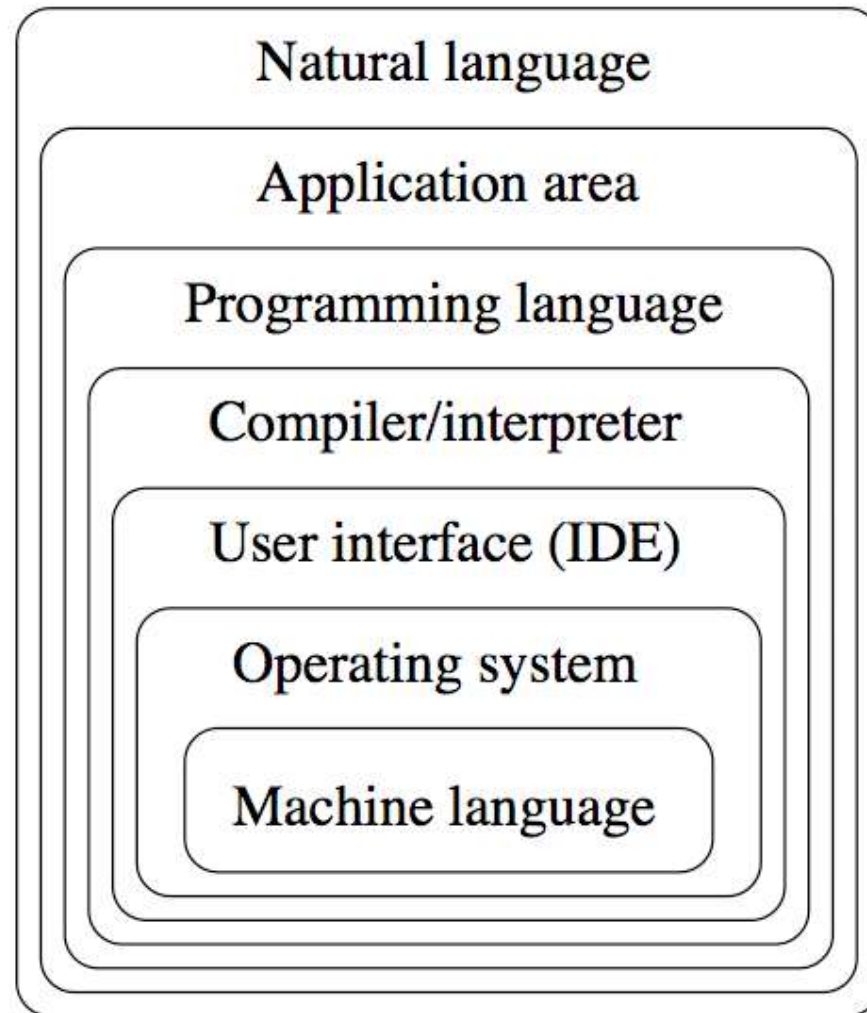 Natural language
Application area
Programming language
Compiler/interpreter
User interface (IDE)
Operating system
Machine language